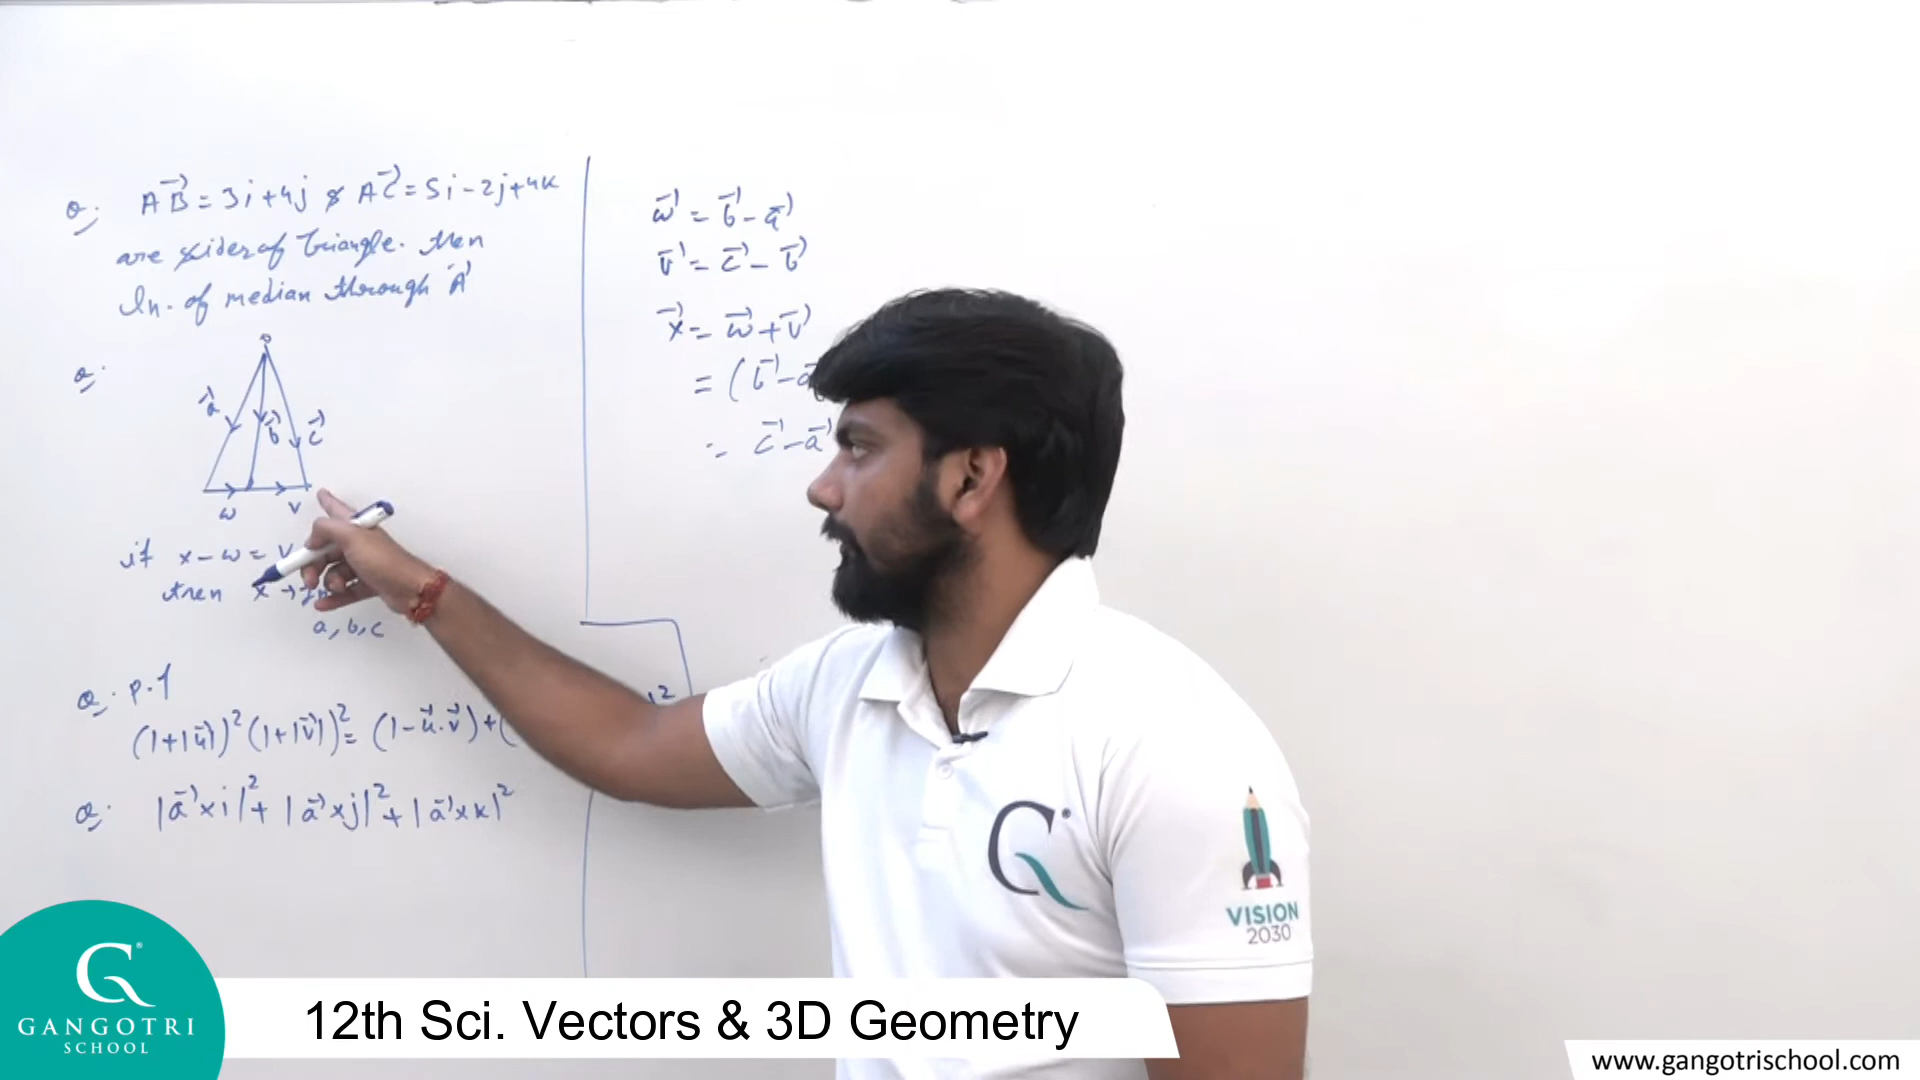 Q. AB⃗ = 3i+4j & AC⃗ = 5i-2j+4k
are sides of triangle. then
ln. of median through 'A'
Q.
a⃗ b⃗ c⃗
w v
if x-w = v
then x →
a, b, c
Q. P.T
(1+|u⃗|)² (1+|v⃗|)² = (1-u⃗.v⃗)+(
Q. |a⃗×i|² + |a⃗×j|² + |a⃗×k|²
w⃗ = b⃗ - a⃗
v⃗ = c⃗ - b⃗
x⃗ = w⃗ + v⃗
= (b⃗-a
= c⃗-a⃗
2
G
VISION
2030
G®
GANGOTRI
SCHOOL
12th Sci. Vectors & 3D Geometry
www.gangotrischool.com